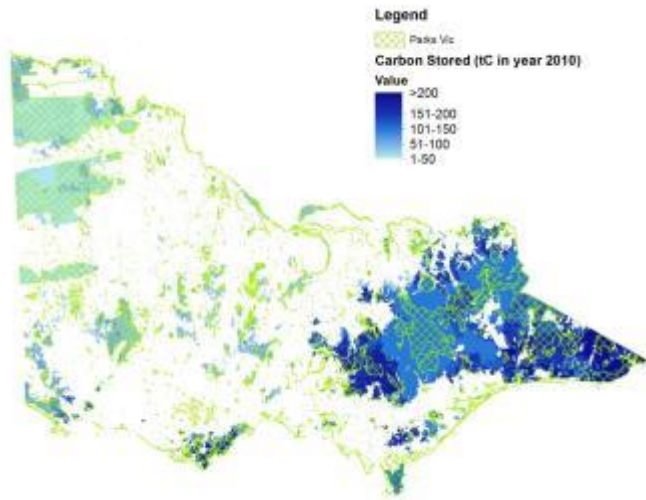 Legend
Parks Vic
Carbon Stored (tC in year 2010)
Value
>200
151-200
101-150
51-100
1-50